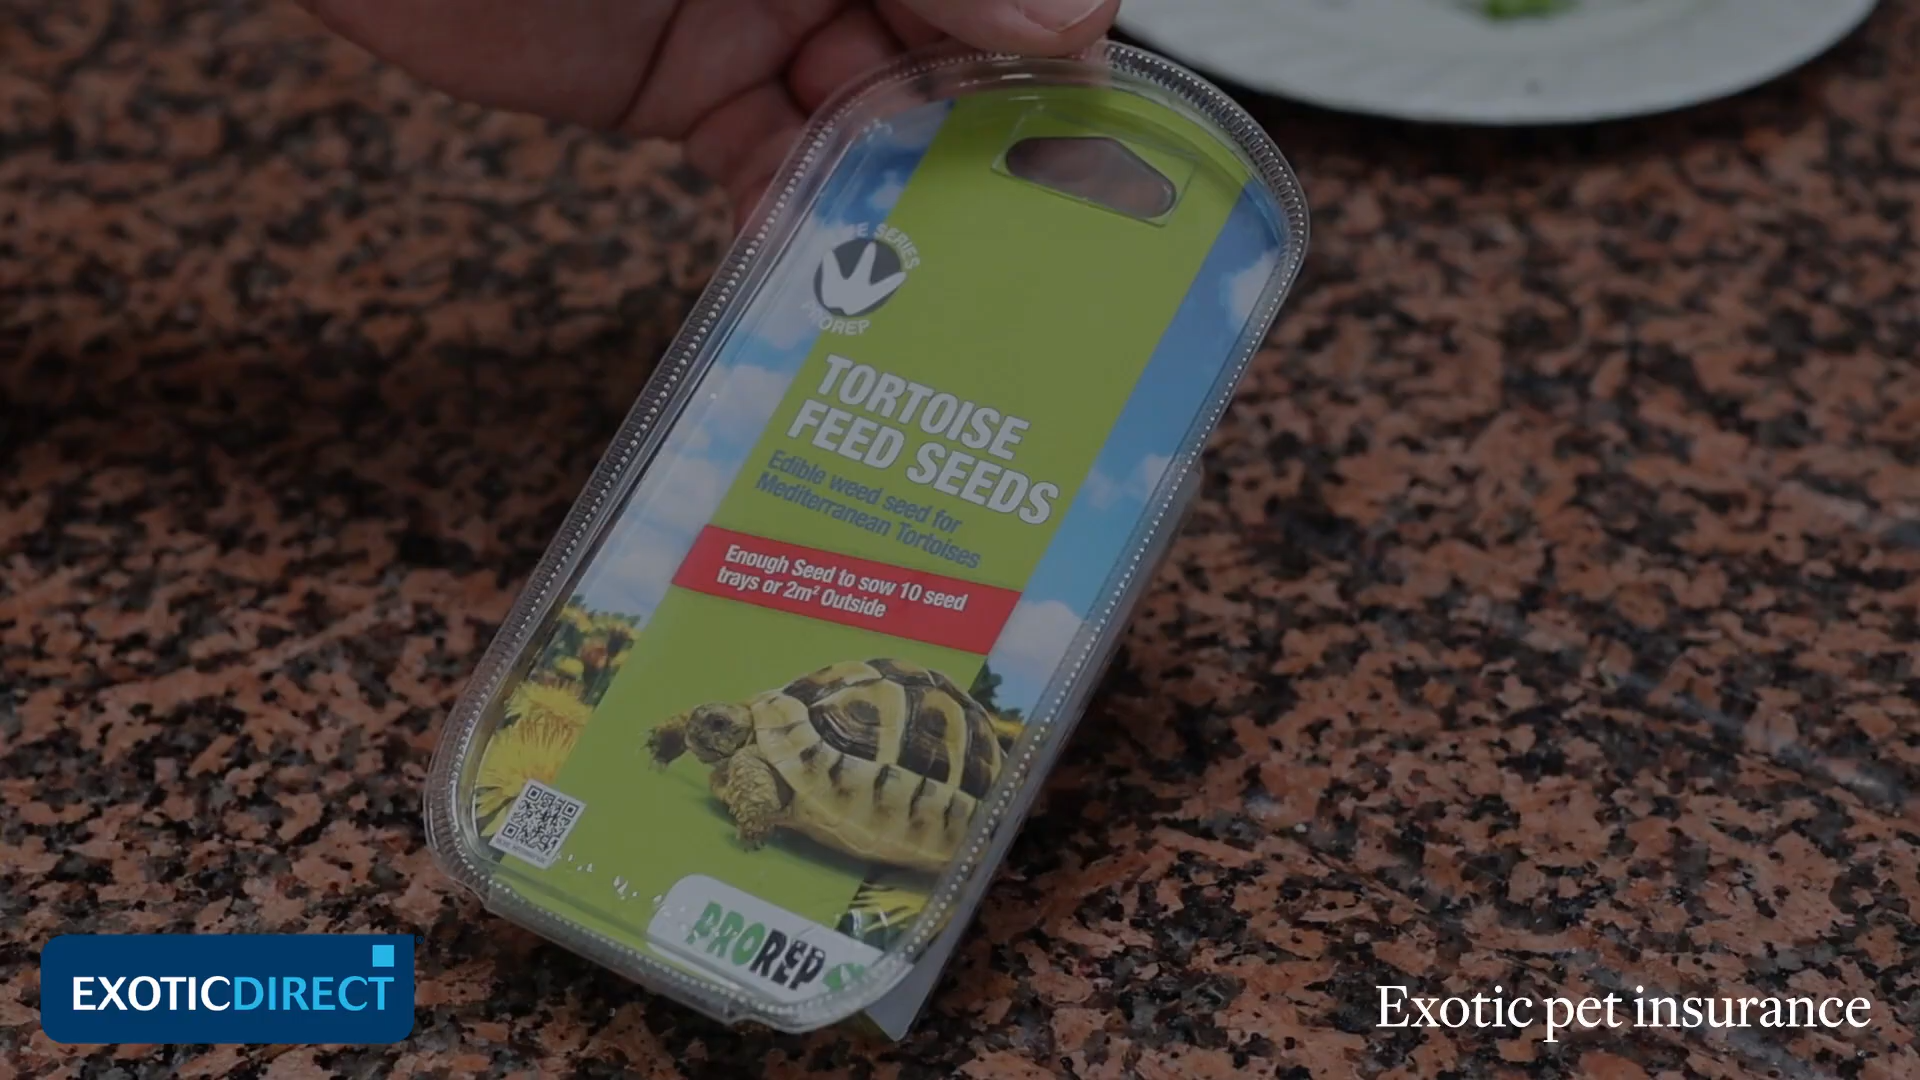 SERIES
PROREP
TORTOISE
FEED SEEDS
Edible weed seed for
Mediterranean Tortoises
Enough Seed to sow 10 seed
trays or 2m² Outside
PROREP
EXOTICDIRECT
Exotic pet insurance